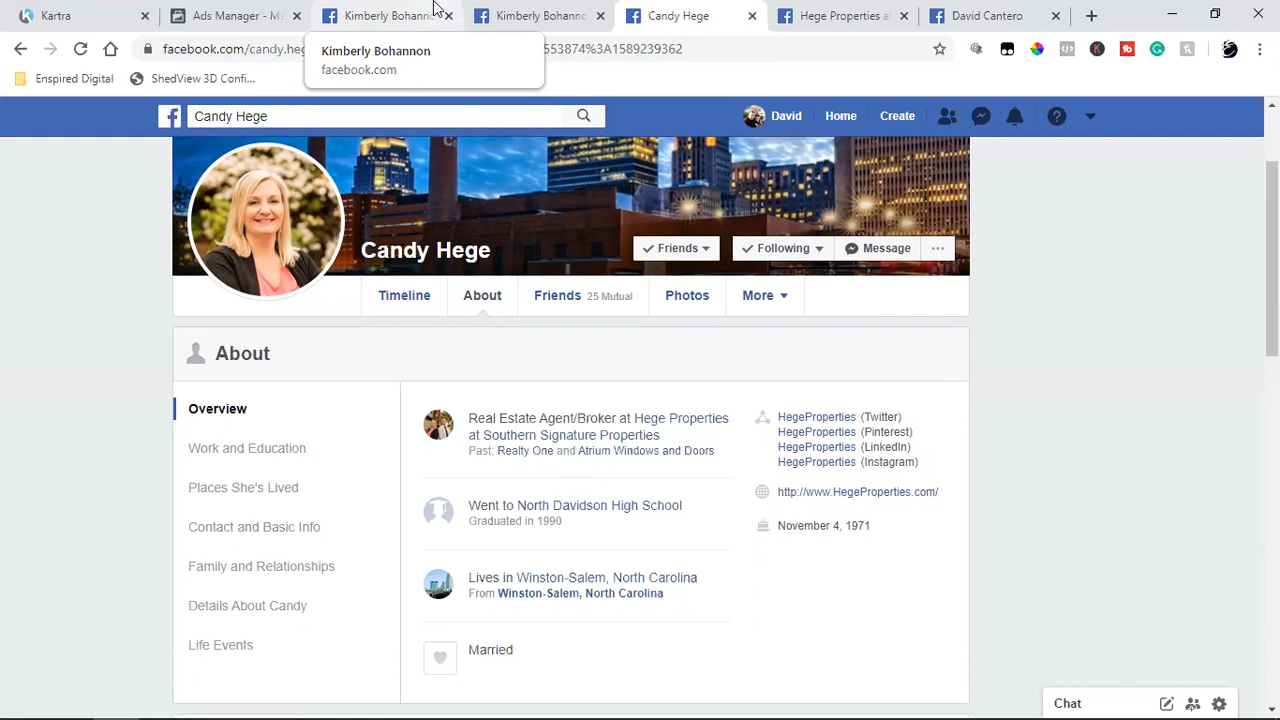 Kartra
Ads Manager - Ma
Kimberly Bohanno
Kimberly Bohanno
Candy Hege
Hege Properties at
David Cantero
facebook.com/candy.heg
553874%3A1589239362
Kimberly Bohannon
facebook.com
Enspired Digital
ShedView 3D Confi...
Candy Hege
David
Home
Create
Candy Hege
Friends
Following
Message
Timeline
About
Friends 25 Mutual
Photos
More
About
Overview
Work and Education
Places She's Lived
Contact and Basic Info
Family and Relationships
Details About Candy
Life Events
Real Estate Agent/Broker at Hege Properties
at Southern Signature Properties
Past: Realty One and Atrium Windows and Doors
Went to North Davidson High School
Graduated in 1990
Lives in Winston-Salem, North Carolina
From Winston-Salem, North Carolina
Married
HegeProperties (Twitter)
HegeProperties (Pinterest)
HegeProperties (LinkedIn)
HegeProperties (Instagram)
http://www.HegeProperties.com/
November 4, 1971
Chat